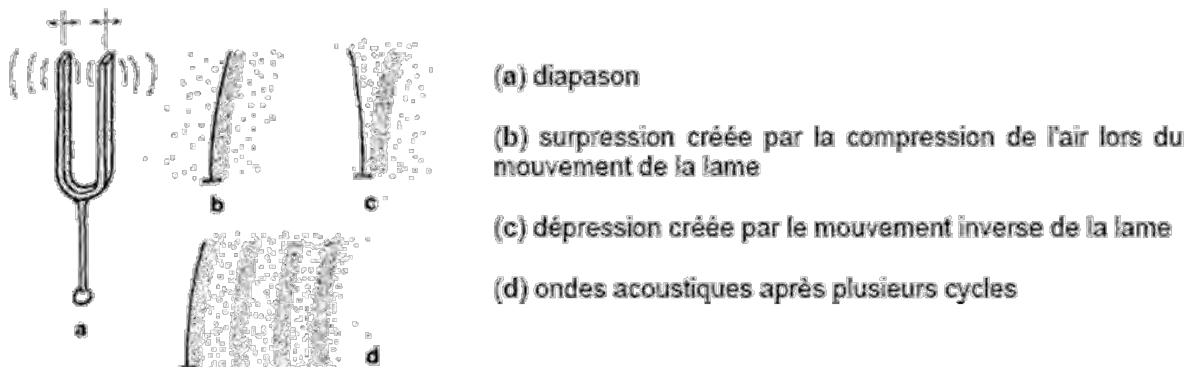 b
c
a
d
(a) diapason
(b) surpression créée par la compression de l'air lors du
mouvement de la lame
(c) dépression créée par le mouvement inverse de la lame
(d) ondes acoustiques après plusieurs cycles